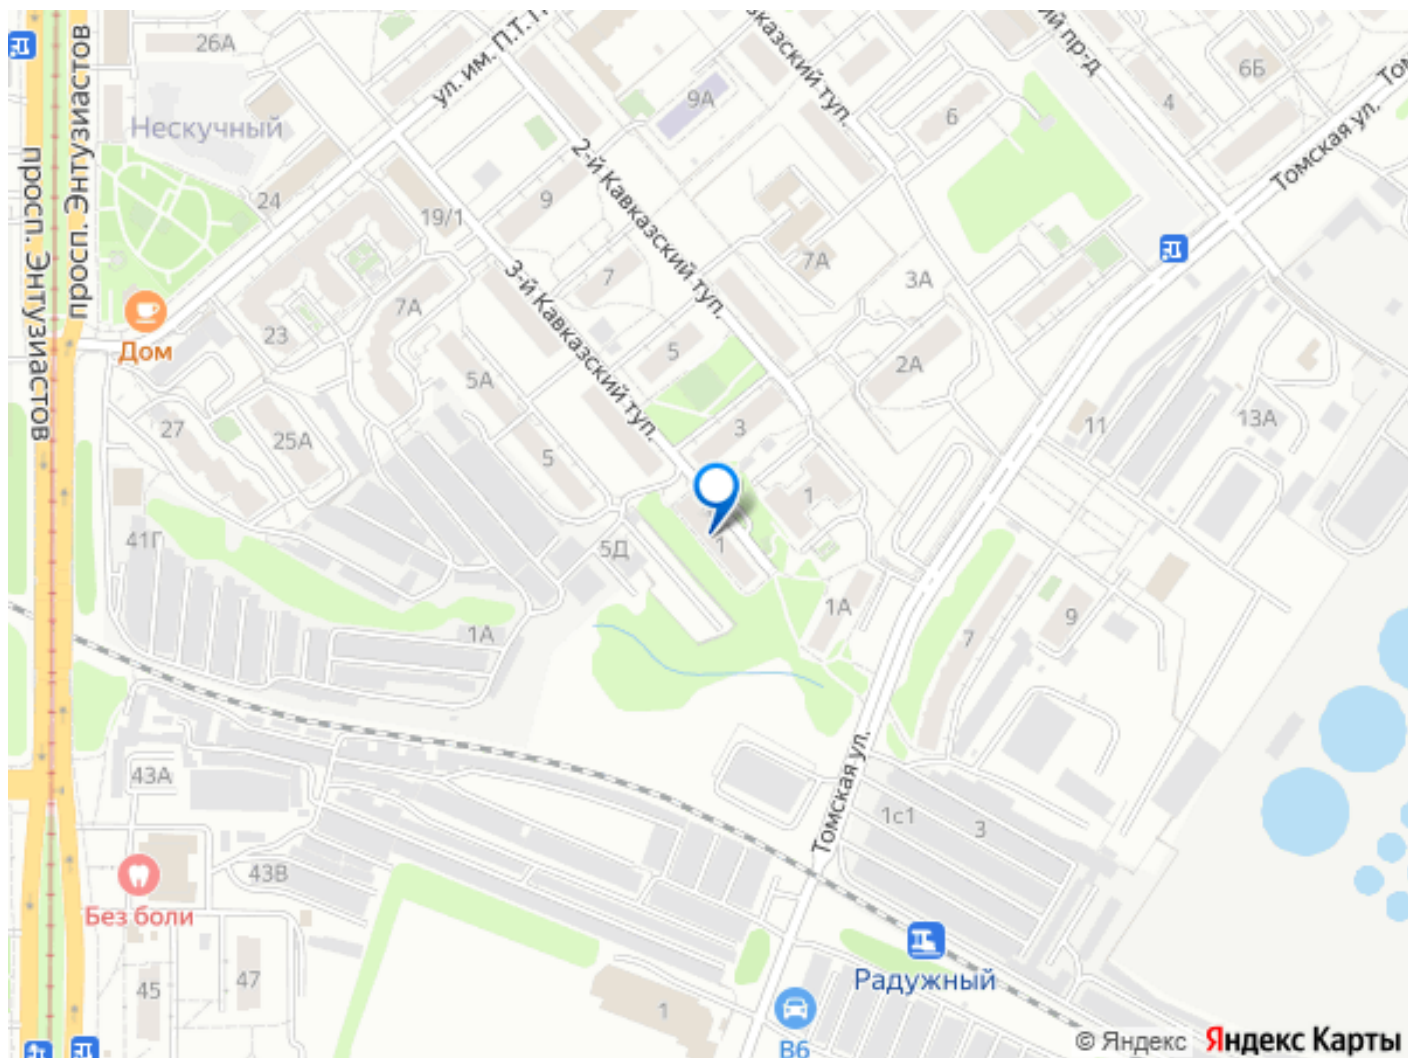 26А
просп. Энтузиастов
просп. Энтузиастов
Нескучный
24
ул. им. П.Т.
19/1
9А
9
2-й Кавказский туп.
Кавказский туп.
6
пр-д
4
6Б
Томская ул.
7А
3А
3-й Кавказский туп.
7
23
7А
Дом
5
2А
5А
27
25А
5
3
11
13А
1
41Г
5Д
1
1А
1А
7
9
43А
Томская ул.
1с1
3
43В
Без боли
45
47
Радужный
1
В6
© Яндекс Яндекс Карты